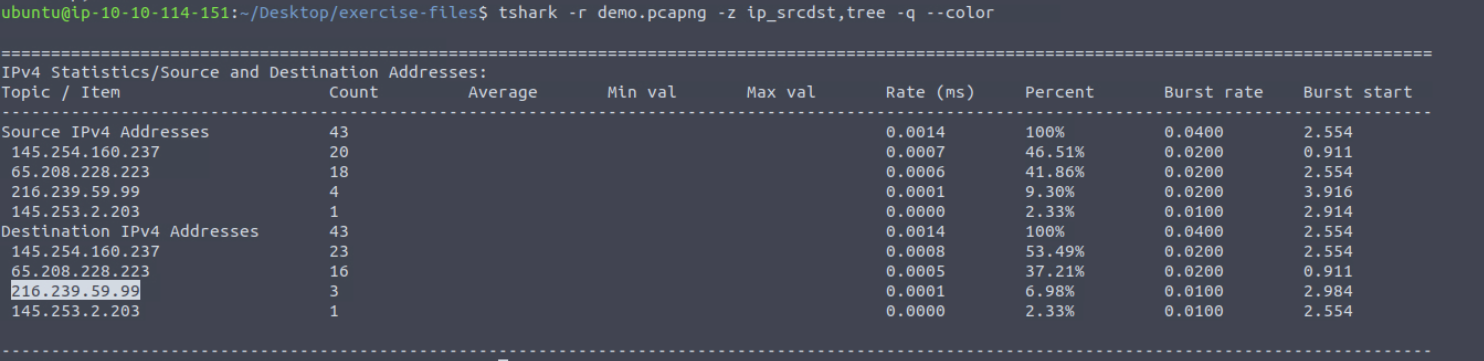 ubuntu@ip-10-10-114-151:~/Desktop/exercise-files$ tshark -r demo.pcapng -z ip_srcdst,tree -q --color
===============================================================================================================================================
IPv4 Statistics/Source and Destination Addresses:
Topic / Item                     Count         Average       Min val       Max val       Rate (ms)     Percent       Burst rate    Burst start
-----------------------------------------------------------------------------------------------------------------------------------------------
Source IPv4 Addresses            43                                                      0.0014        100%          0.0400        2.554
 145.254.160.237                 20                                                      0.0007        46.51%        0.0200        0.911
 65.208.228.223                  18                                                      0.0006        41.86%        0.0200        2.554
 216.239.59.99                   4                                                       0.0001        9.30%         0.0200        3.916
 145.253.2.203                   1                                                       0.0000        2.33%         0.0100        2.914
Destination IPv4 Addresses       43                                                      0.0014        100%          0.0400        2.554
 145.254.160.237                 23                                                      0.0008        53.49%        0.0200        2.554
 65.208.228.223                  16                                                      0.0005        37.21%        0.0200        0.911
 216.239.59.99                   3                                                       0.0001        6.98%         0.0100        2.984
 145.253.2.203                   1                                                       0.0000        2.33%         0.0100        2.554
-----------------------------------------------------------------------------------------------------------------------------------------------